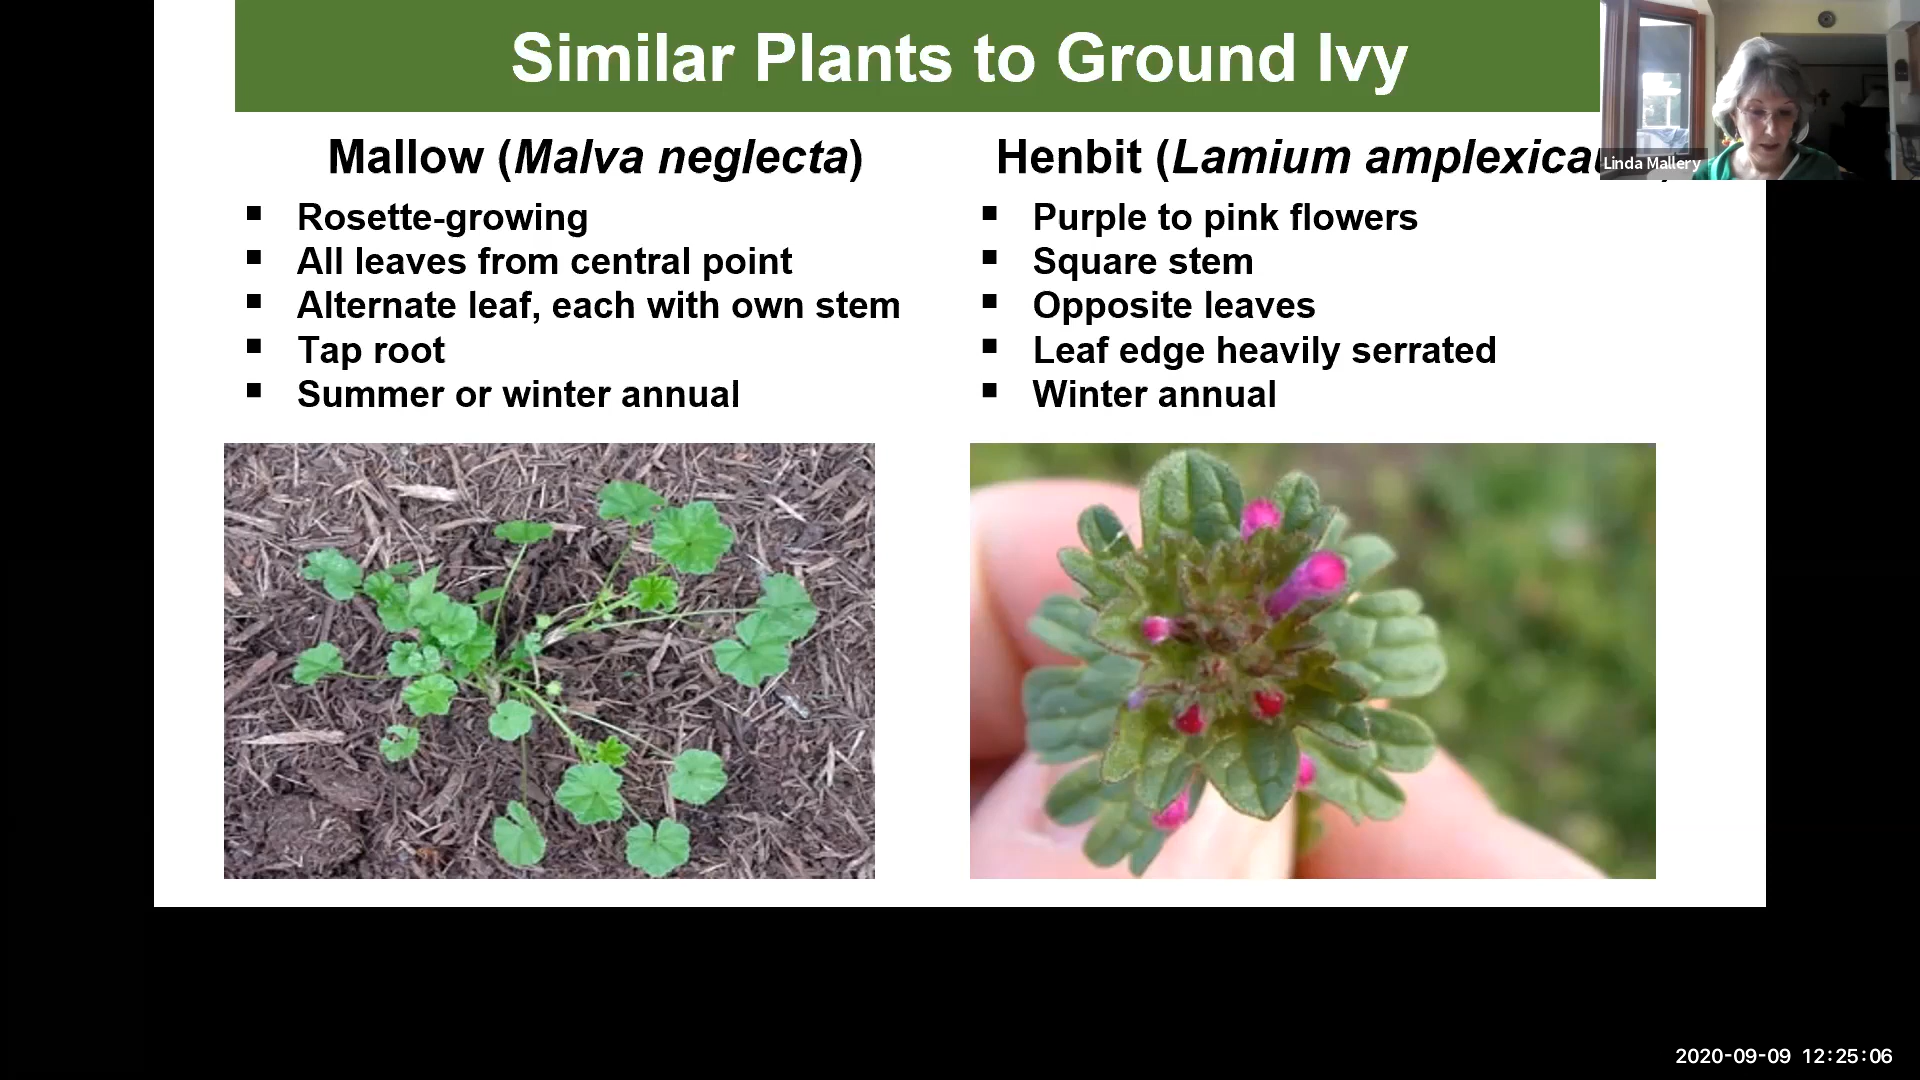 Similar Plants to Ground Ivy
Linda Mallery
Mallow (Malva neglecta)
▪ Rosette-growing
▪ All leaves from central point
▪ Alternate leaf, each with own stem
▪ Tap root
▪ Summer or winter annual
Henbit (Lamium
▪ Purple to pink flowers
▪ Square stem
▪ Opposite leaves
▪ Leaf edge heavily serrated
▪ Winter annual
2020-09-09 12:25:06